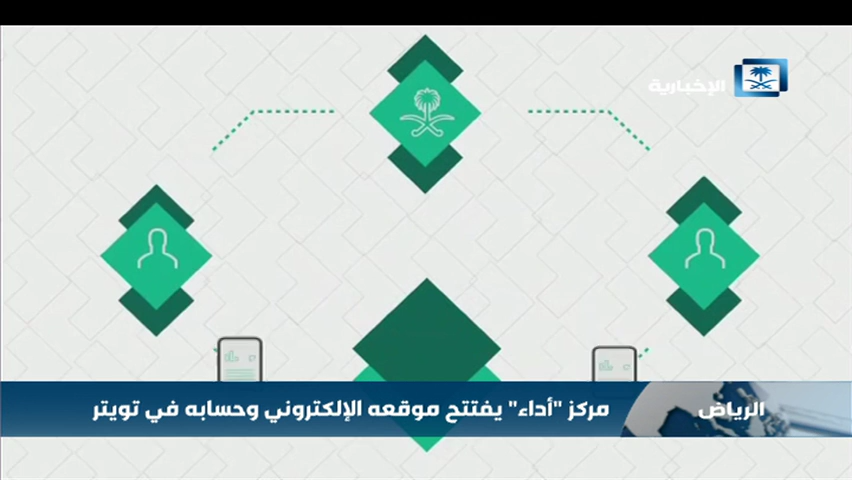 الإخبارية
الرياض
مركز "أداء" يفتتح موقعه الإلكتروني وحسابه في تويتر